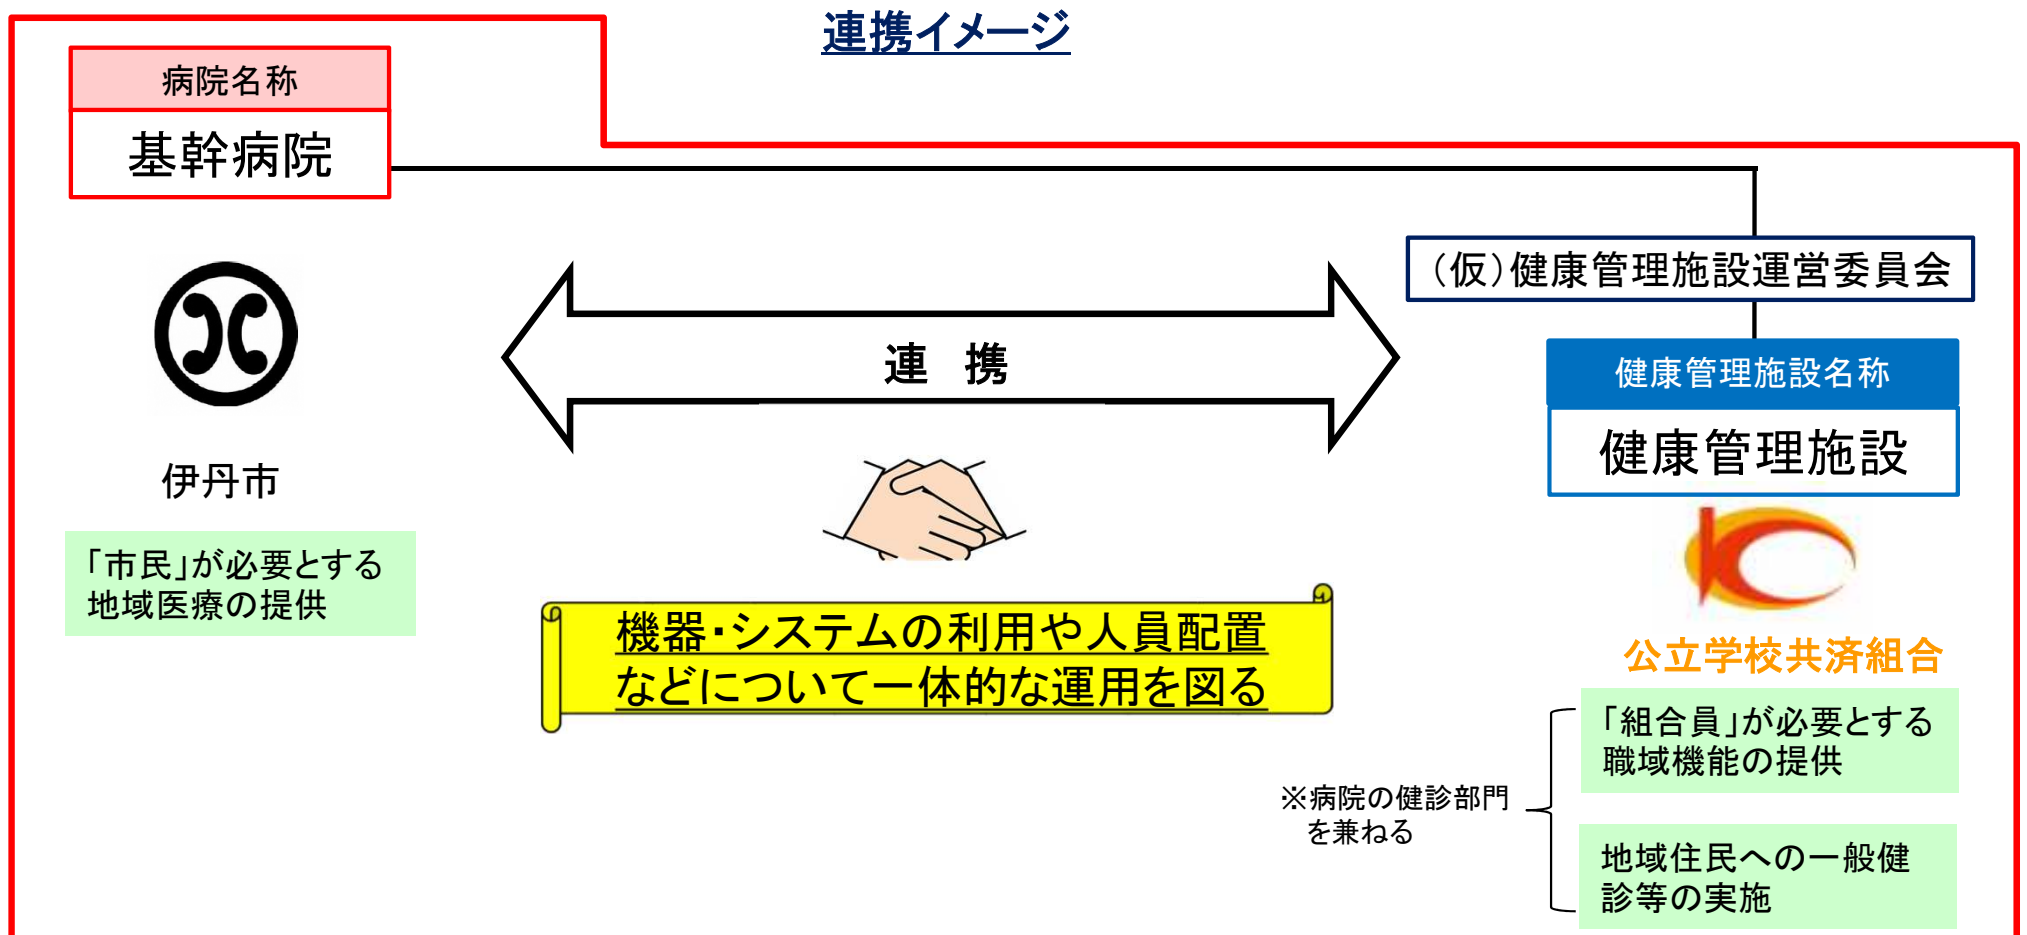 連携イメージ
病院名称
基幹病院
(仮)健康管理施設運営委員会
連 携
健康管理施設名称
健康管理施設
伊丹市
「市民」が必要とする
地域医療の提供
機器・システムの利用や人員配置
などについて一体的な運用を図る
公立学校共済組合
「組合員」が必要とする
職域機能の提供
※病院の健診部門
を兼ねる
地域住民への一般健
診等の実施